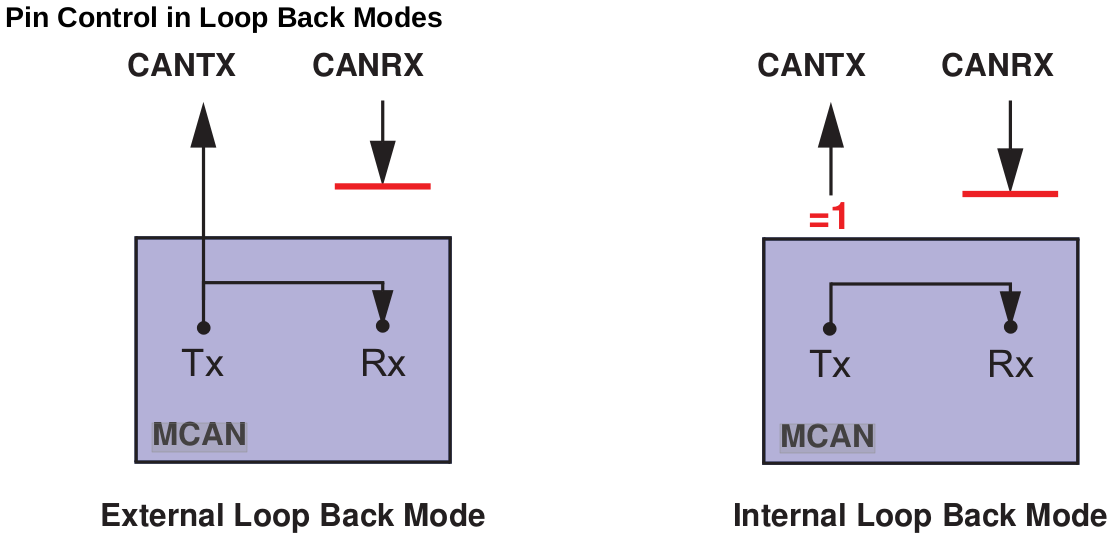 Pin Control in Loop Back Modes
CANTX CANRX CANTX CANRX
=1
Tx Rx Tx Rx
MCAN MCAN
External Loop Back Mode Internal Loop Back Mode